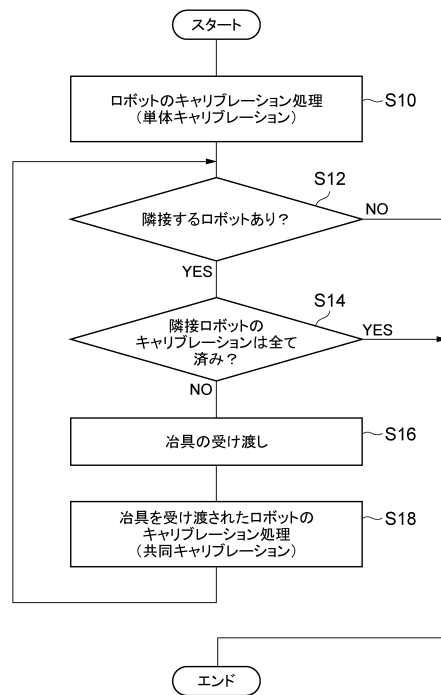 スタート
ロボットのキャリブレーション処理
（単体キャリブレーション）
S10
S12
隣接するロボットあり？
NO
YES
S14
隣接ロボットの
キャリブレーションは全て
済み？
YES
NO
冶具の受け渡し
S16
冶具を受け渡されたロボットの
キャリブレーション処理
（共同キャリブレーション）
S18
エンド